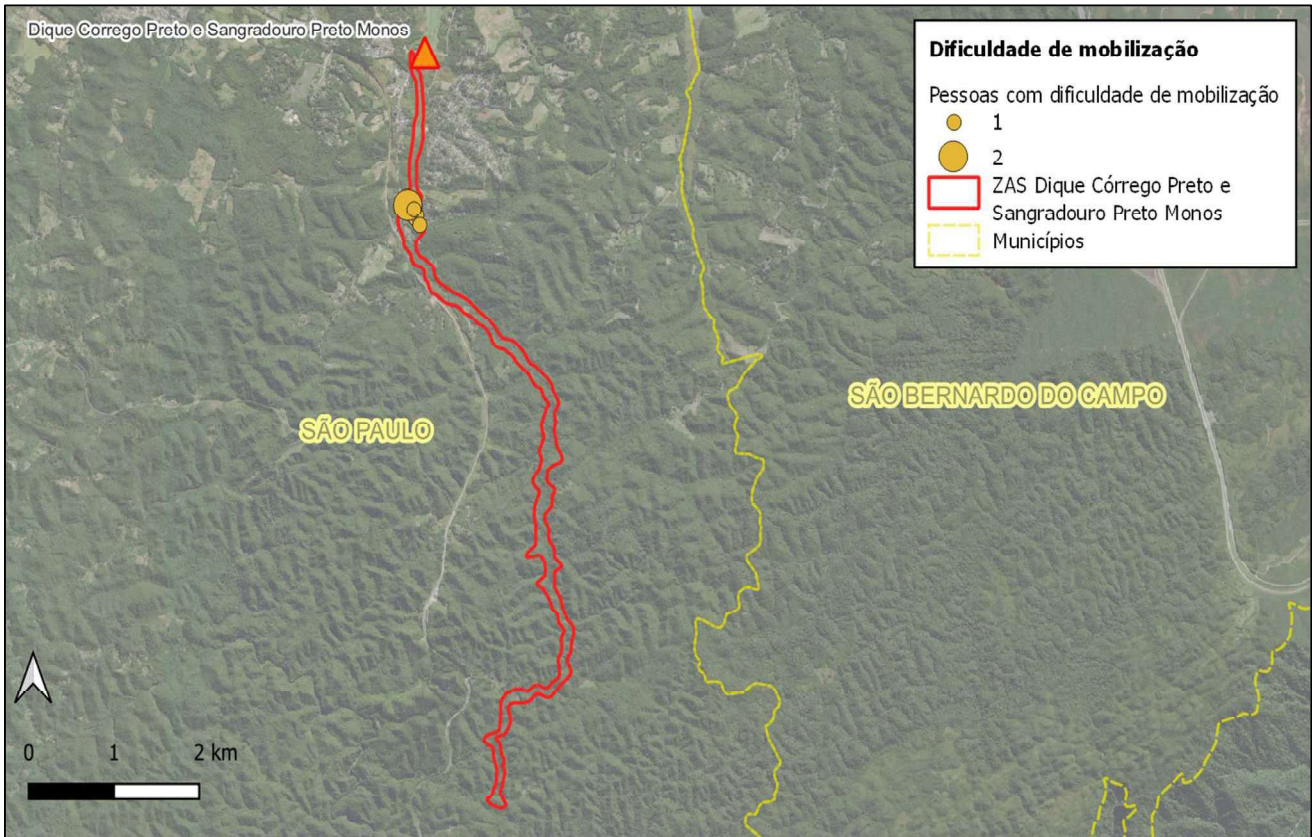 Dique Corrego Preto e Sangradouro Preto Monos
Dificuldade de mobilização
Pessoas com dificuldade de mobilização
1
2
ZAS Dique Córrego Preto e
Sangradouro Preto Monos
Municípios
SÃO BERNARDO DO CAMPO
SÃO PAULO
0 1 2 km